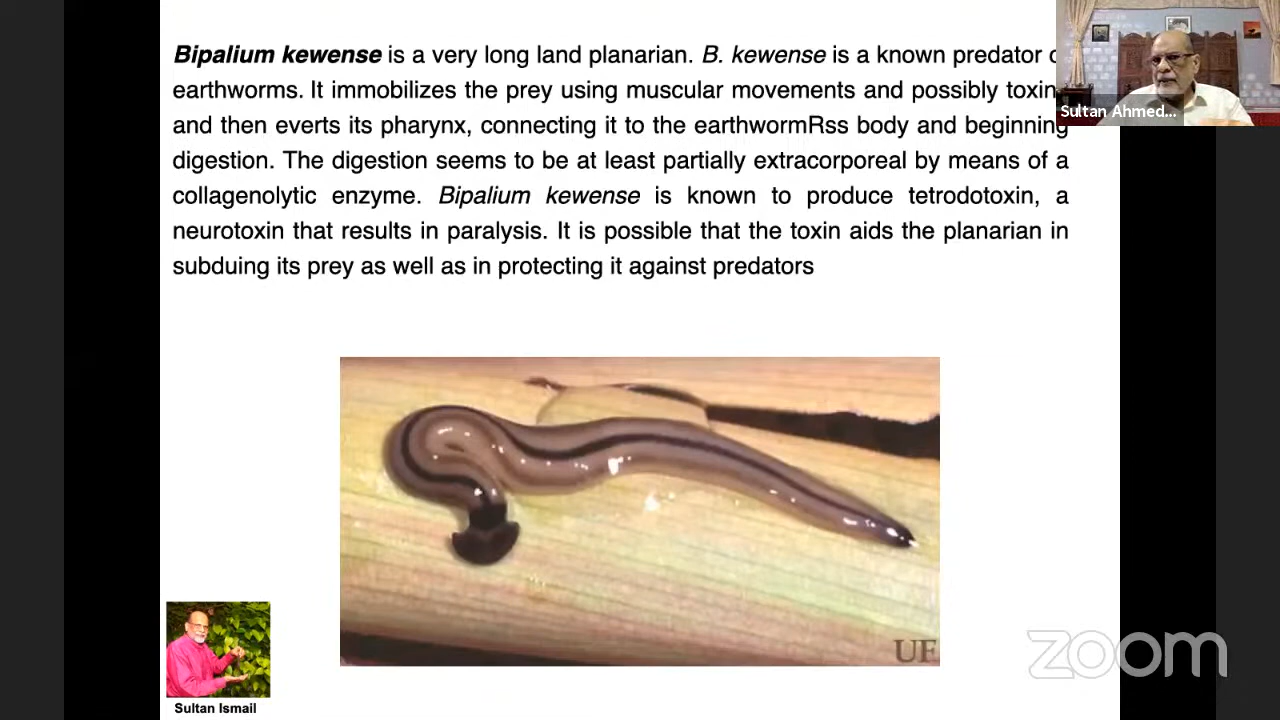 Bipalium kewense is a very long land planarian. B. kewense is a known predator
earthworms. It immobilizes the prey using muscular movements and possibly toxin
and then everts its pharynx, connecting it to the earthwormRss body and beginning
digestion. The digestion seems to be at least partially extracorporeal by means of a
collagenolytic enzyme. Bipalium kewense is known to produce tetrodotoxin, a
neurotoxin that results in paralysis. It is possible that the toxin aids the planarian in
subduing its prey as well as in protecting it against predators
Sultan Ahmed...
UF
zoom
Sultan Ismail